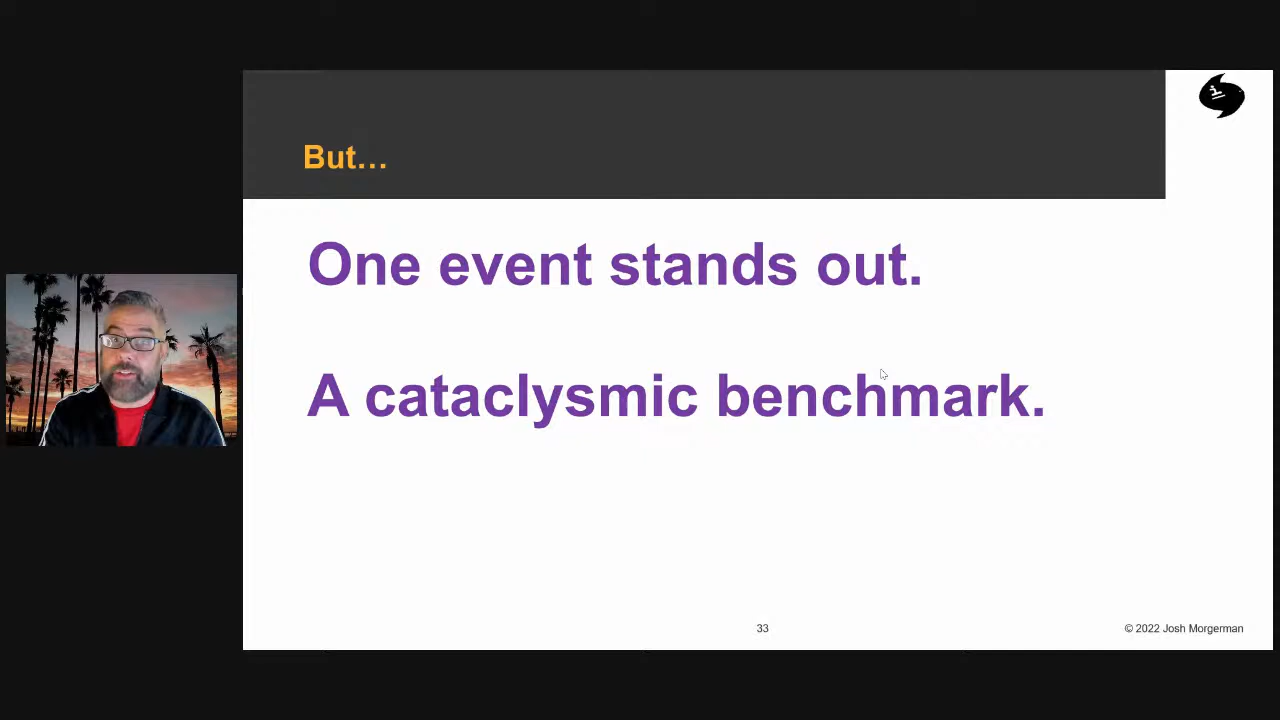 But…
One event stands out.
A cataclysmic benchmark.
33
© 2022 Josh Morgerman